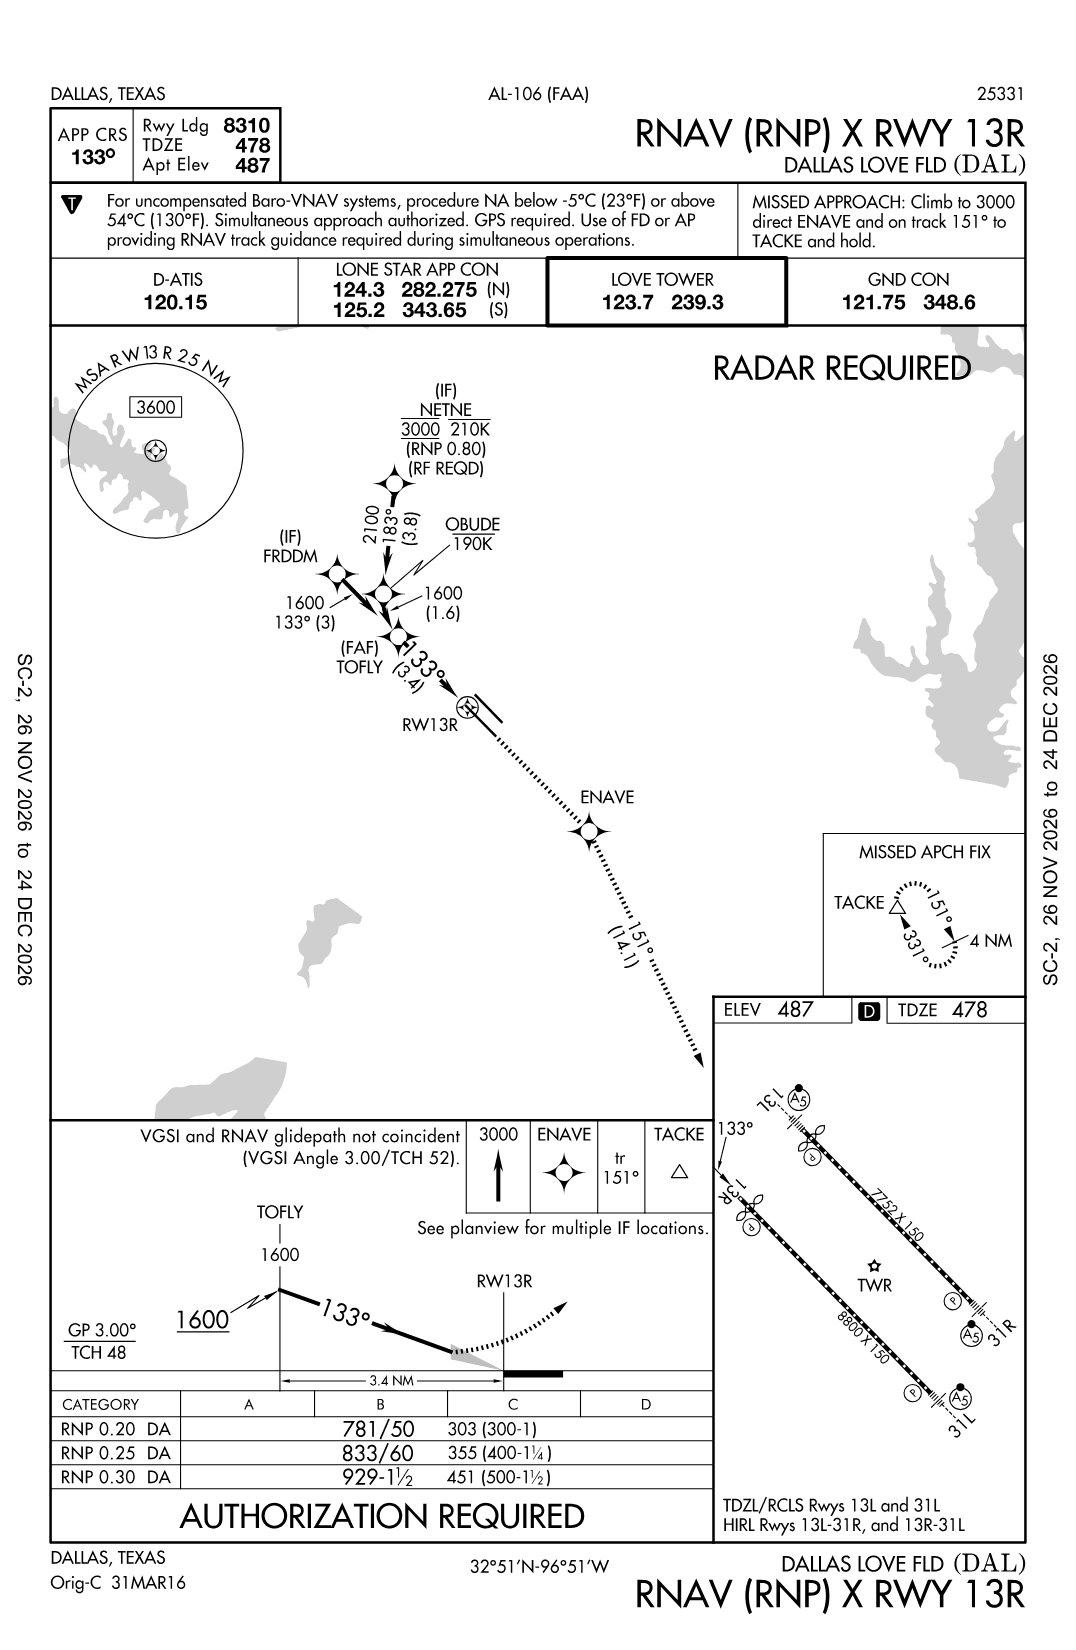 DALLAS, TEXAS
AL-106 (FAA)
25331
APP CRS
133°
Rwy Ldg 8310
TDZE 478
Apt Elev 487
RNAV (RNP) X RWY 13R
DALLAS LOVE FLD (DAL)
T
For uncompensated Baro-VNAV systems, procedure NA below -5°C (23°F) or above
54°C (130°F). Simultaneous approach authorized. GPS required. Use of FD or AP
providing RNAV track guidance required during simultaneous operations.
MISSED APPROACH: Climb to 3000
direct ENAVE and on track 151° to
TACKE and hold.
D-ATIS
120.15
LONE STAR APP CON
124.3 282.275 (N)
125.2 343.65 (S)
LOVE TOWER
123.7 239.3
GND CON
121.75 348.6
RADAR REQUIRED
MSA RW13R 25 NM
3600
(IF)
NETNE
3000 210K
(RNP 0.80)
(RF REQD)
2100
183°
(3.8)
OBUDE
190K
(IF)
FRDDM
1600
133° (3)
1600
(1.6)
(FAF)
TOFLY
133°
(3.4)
RW13R
ENAVE
151°
(14.1)
MISSED APCH FIX
TACKE
151°
331°
4 NM
SC-2, 26 NOV 2026 to 24 DEC 2026
SC-2, 26 NOV 2026 to 24 DEC 2026
ELEV 487
D
TDZE 478
13L
A5
133°
P
13R
P
7752 X 150
TWR
8800 X 150
P
A5
31R
P
A5
31L
TDZL/RCLS Rwys 13L and 31L
HIRL Rwys 13L-31R, and 13R-31L
VGSI and RNAV glidepath not coincident
(VGSI Angle 3.00/TCH 52).
3000
ENAVE
tr
151°
TACKE
See planview for multiple IF locations.
TOFLY
1600
RW13R
1600
133°
GP 3.00°
TCH 48
3.4 NM
CATEGORY A B C D
RNP 0.20 DA 781/50 303 (300-1)
RNP 0.25 DA 833/60 355 (400-1¼)
RNP 0.30 DA 929-1½ 451 (500-1½)
AUTHORIZATION REQUIRED
DALLAS, TEXAS
Orig-C 31MAR16
32°51'N-96°51'W
DALLAS LOVE FLD (DAL)
RNAV (RNP) X RWY 13R